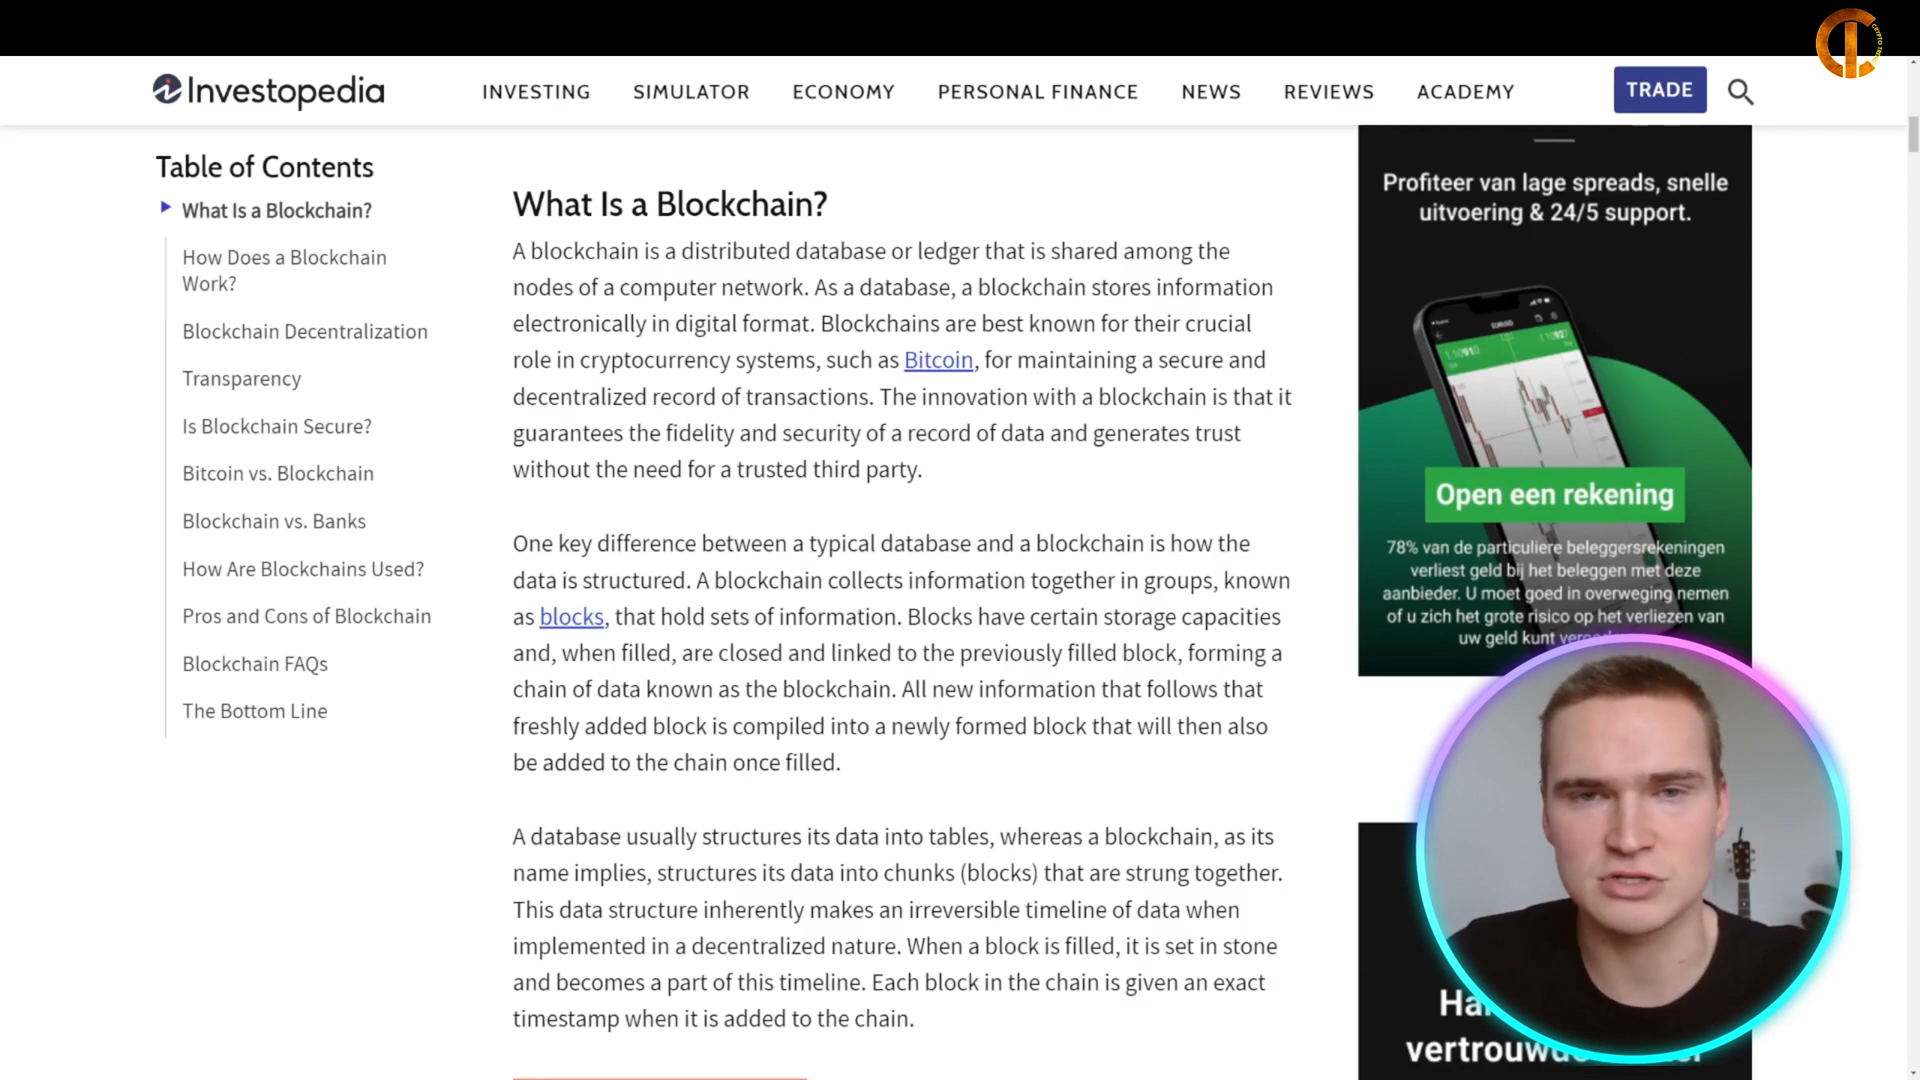 Investopedia
INVESTING
SIMULATOR
ECONOMY
PERSONAL FINANCE
NEWS
REVIEWS
ACADEMY
TRADE
Table of Contents
What Is a Blockchain?
How Does a Blockchain
Work?
Blockchain Decentralization
Transparency
Is Blockchain Secure?
Bitcoin vs. Blockchain
Blockchain vs. Banks
How Are Blockchains Used?
Pros and Cons of Blockchain
Blockchain FAQs
The Bottom Line
What Is a Blockchain?
A blockchain is a distributed database or ledger that is shared among the
nodes of a computer network. As a database, a blockchain stores information
electronically in digital format. Blockchains are best known for their crucial
role in cryptocurrency systems, such as Bitcoin, for maintaining a secure and
decentralized record of transactions. The innovation with a blockchain is that it
guarantees the fidelity and security of a record of data and generates trust
without the need for a trusted third party.
One key difference between a typical database and a blockchain is how the
data is structured. A blockchain collects information together in groups, known
as blocks, that hold sets of information. Blocks have certain storage capacities
and, when filled, are closed and linked to the previously filled block, forming a
chain of data known as the blockchain. All new information that follows that
freshly added block is compiled into a newly formed block that will then also
be added to the chain once filled.
A database usually structures its data into tables, whereas a blockchain, as its
name implies, structures its data into chunks (blocks) that are strung together.
This data structure inherently makes an irreversible timeline of data when
implemented in a decentralized nature. When a block is filled, it is set in stone
and becomes a part of this timeline. Each block in the chain is given an exact
timestamp when it is added to the chain.
Profiteer van lage spreads, snelle
uitvoering & 24/5 support.
Open een rekening
78% van de particuliere beleggersrekeningen
verliest geld bij het beleggen met deze
aanbieder. U moet goed in overweging nemen
of u zich het grote risico op het verliezen van
uw geld kunt